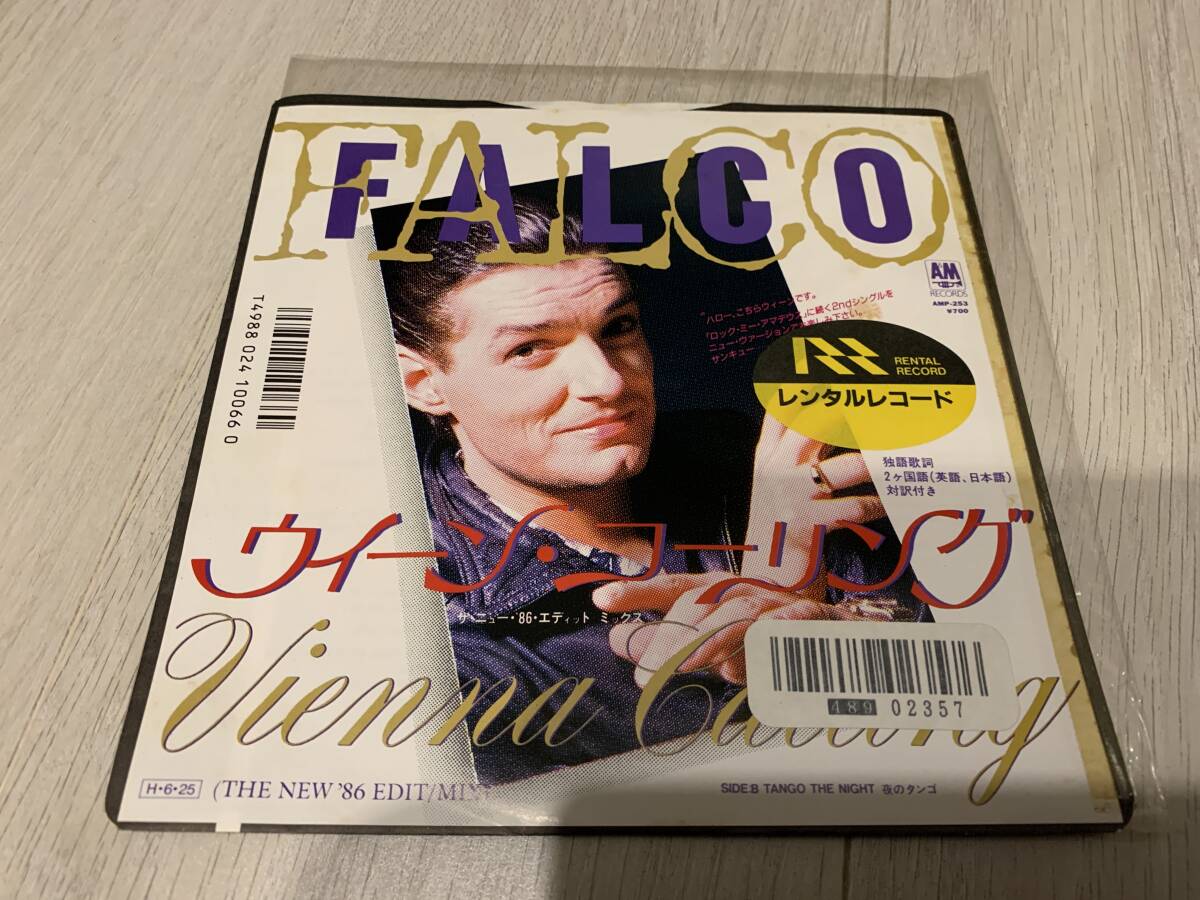 FALCO
FALCO
A&M
RECORDS
AMP-253
¥700
T4988 024 10066 0
"ハロー、こちらウィーンです。
「ロック・ミー・アマデウス」に続く2ndシングルを
ニュー・ヴァージョンで
サンキュー
RENTAL
RECORD
レンタルレコード
独語歌詞
2ヶ国語(英語、日本語)
対訳付き
ウィーン・コーリング
ザ・ニュー・'86・エディット ミックス
Vienna Calling
489 02357
H・6・25
(THE NEW '86 EDIT/MIX)
SIDE:B TANGO THE NIGHT 夜のタンゴ